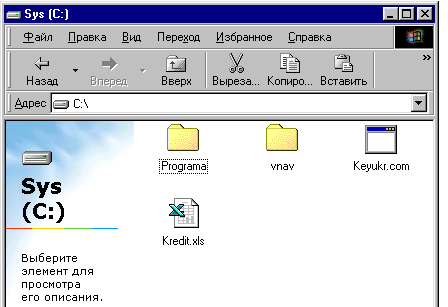 Sys (C:)
Файл Правка Вид Переход Избранное Справка
Назад Вперед Вверх Выреза... Копиро... Вставить »
Адрес C:\
Programa vnav Keyukr.com
Kredit.xls
Sys
(C:)
Выберите
элемент для
просмотра
его описания.